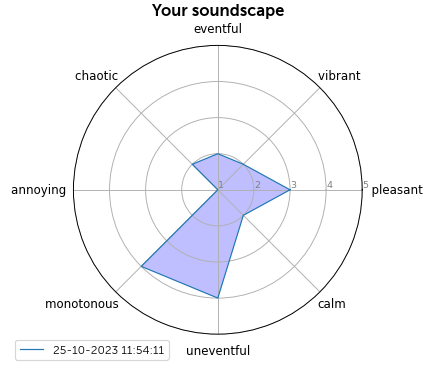 Your soundscape
eventful
chaotic
vibrant
annoying
1
2
3
4
5
pleasant
monotonous
calm
25-10-2023 11:54:11
uneventful